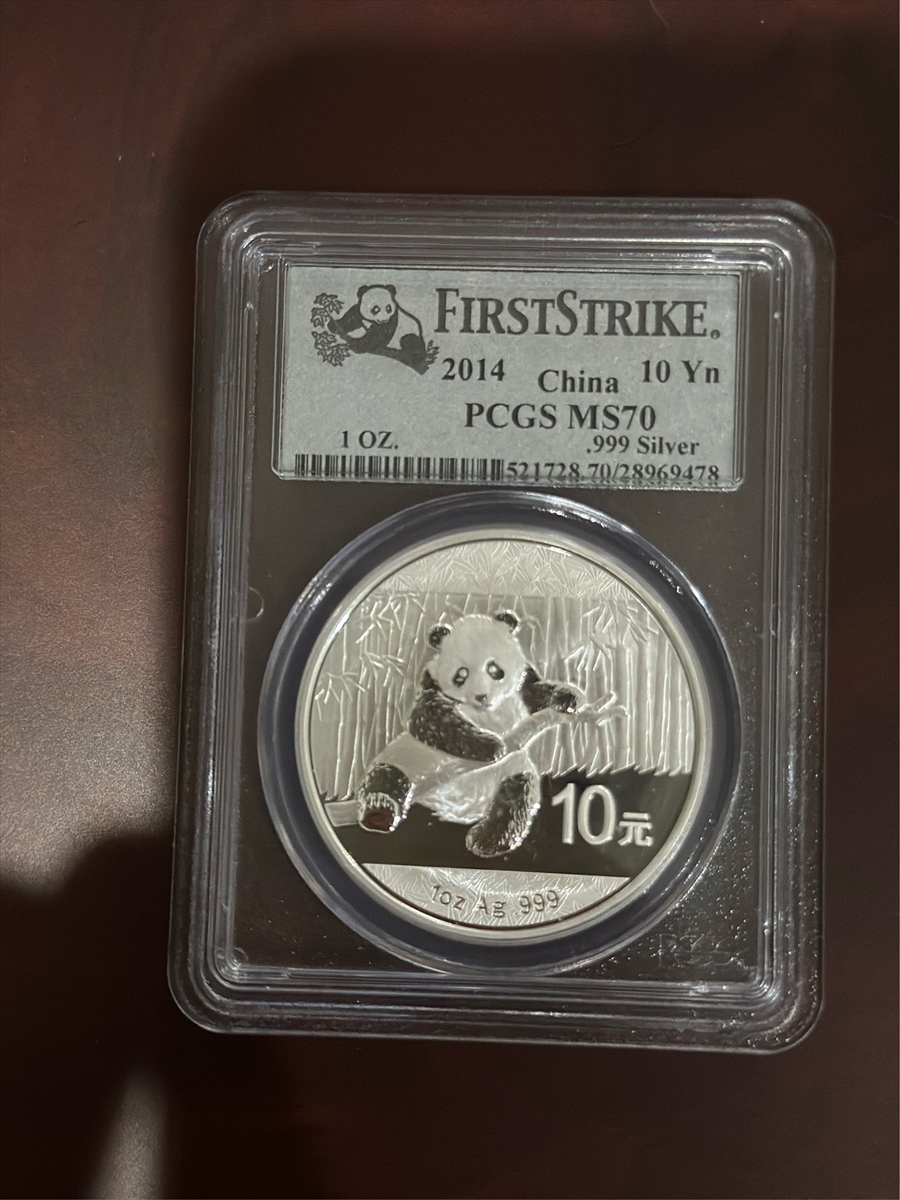 FIRSTSTRIKE®
2014 China 10 Yn
PCGS MS70
1 OZ. .999 Silver
521728.70/28969478
10元
1oz Ag 999
PCGS